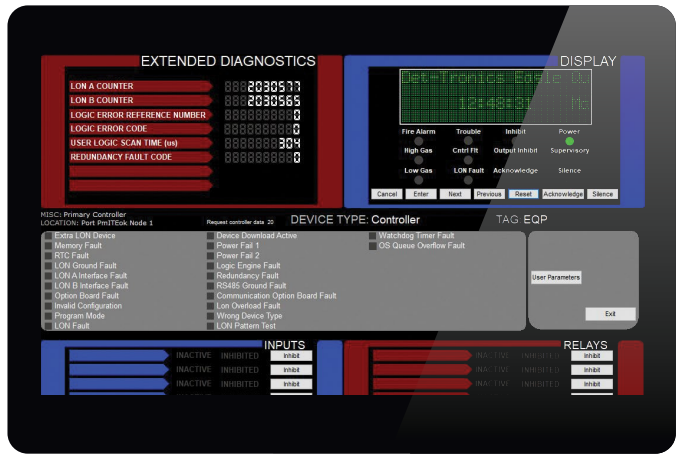 EXTENDED DIAGNOSTICS
LON A COUNTER 2030577
LON B COUNTER 2030565
LOGIC ERROR REFERENCE NUMBER 0
LOGIC ERROR CODE 0
USER LOGIC SCAN TIME (us) 304
REDUNDANCY FAULT CODE 0
DISPLAY
Det-Tronics Eagle
12:48:31
Fire Alarm Trouble Inhibit Power
High Gas Cntrl Flt Output Inhibit Supervisory
Low Gas LON Fault Acknowledge Silence
Cancel Enter Next Previous Reset Acknowledge Silence
MISC: Primary Controller
LOCATION: Port PmITEok Node 1
Request controller data 20
DEVICE TYPE: Controller
TAG EQP
Extra LON Device Device Download Active Watchdog Timer Fault
Memory Fault Power Fail 1 OS Queue Overflow Fault
RTC Fault Power Fail 2
LON Ground Fault Logic Engine Fault
LON A Interface Fault Redundancy Fault
LON B Interface Fault RS485 Ground Fault
Option Board Fault Communication Option Board Fault
Invalid Configuration Lon Overload Fault
Program Mode Wrong Device Type
LON Fault LON Pattern Test
User Parameters
Exit
INPUTS
INACTIVE INHIBITED Inhibit
INACTIVE INHIBITED Inhibit
INACTIVE INHIBITED Inhibit
RELAYS
INACTIVE INHIBITED Inhibit
INACTIVE INHIBITED Inhibit
INACTIVE INHIBITED Inhibit